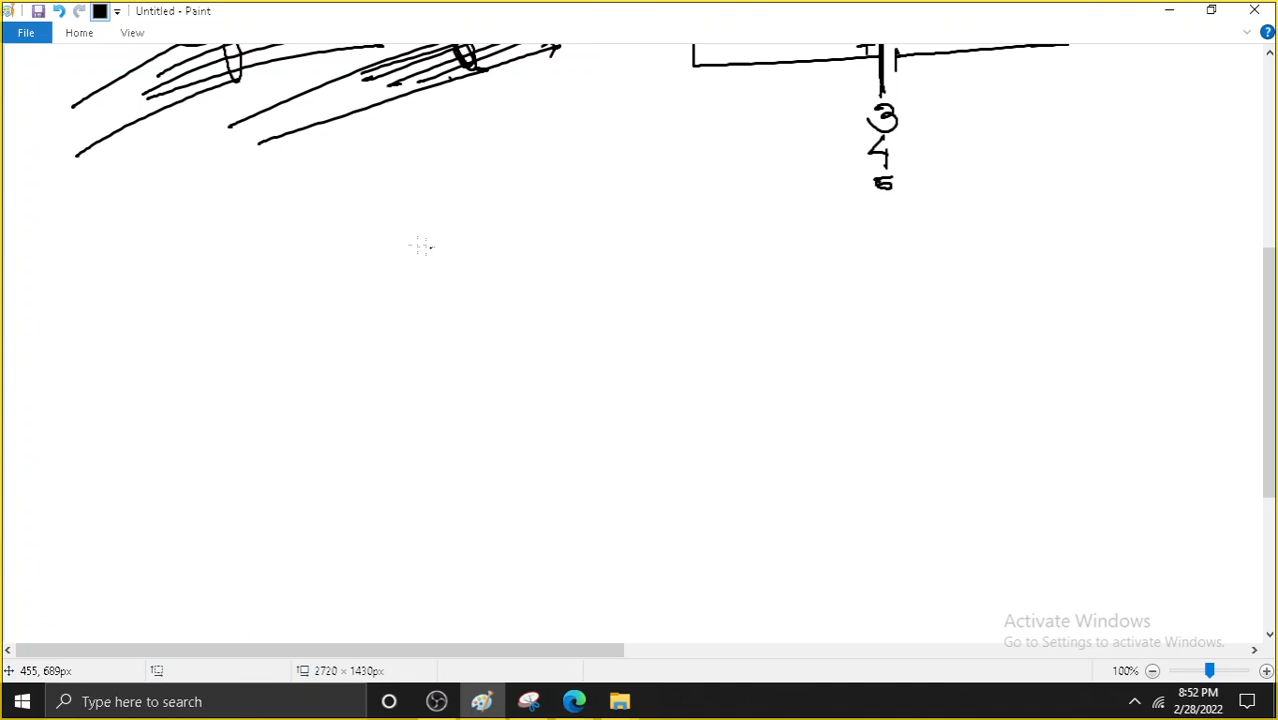 Untitled - Paint
File Home View
3
4
5
Activate Windows
Go to Settings to activate Windows.
455, 689px
2720 × 1430px
100%
Type here to search
8:52 PM
2/28/2022